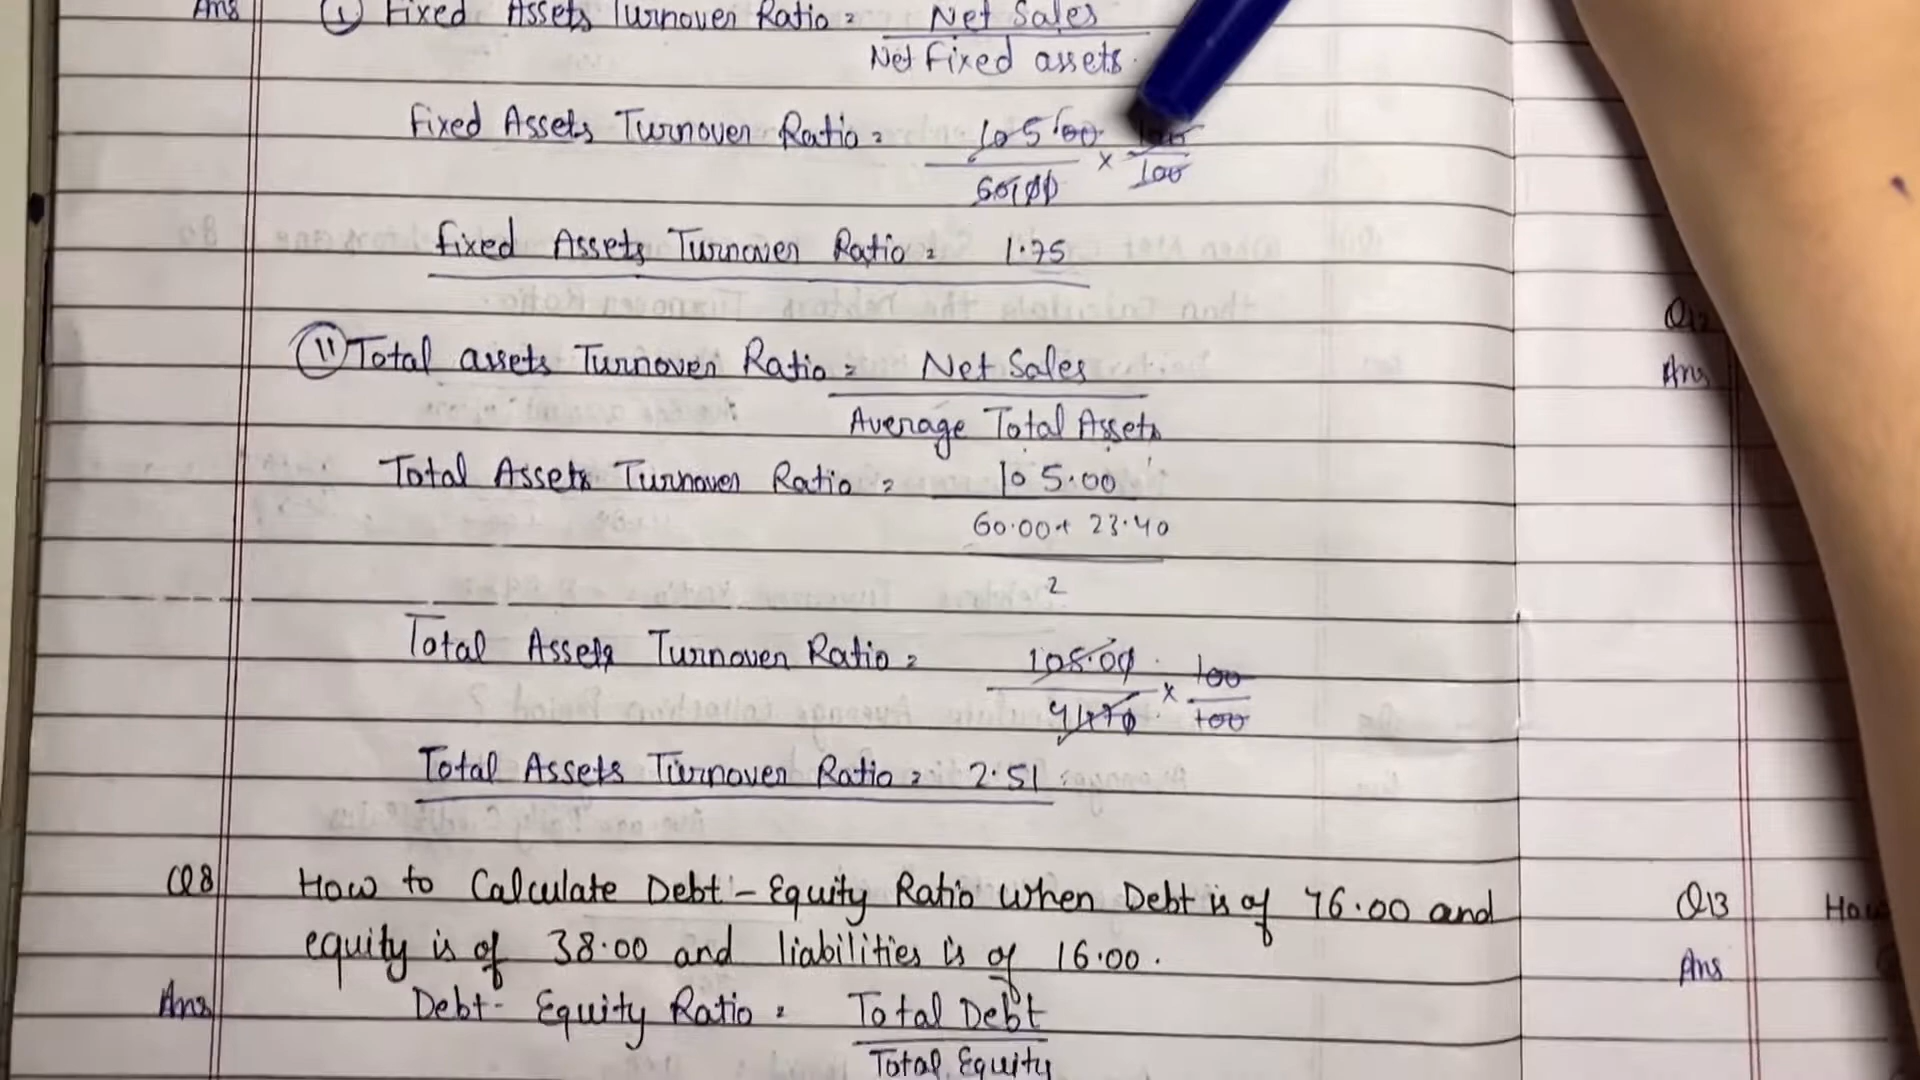 Ans (i) Fixed Assets Turnover Ratio = Net Sales
Net Fixed assets.
Fixed Assets Turnover Ratio = 105.00 × 100
60.00 100
Fixed Assets Turnover Ratio = 1.75
(ii) Total assets Turnover Ratio = Net Sales
Average Total Assets
Total Assets Turnover Ratio = 105.00
60.00 + 23.40
2
Total Assets Turnover Ratio = 105.00 × 100
4170 100
Total Assets Turnover Ratio = 2.51
Q8 How to Calculate Debt-Equity Ratio When Debt is of 76.00 and
equity is of 38.00 and liabilities is of 16.00.
Ans Debt-Equity Ratio = Total Debt
Total Equity
Ans
Q13
Ans